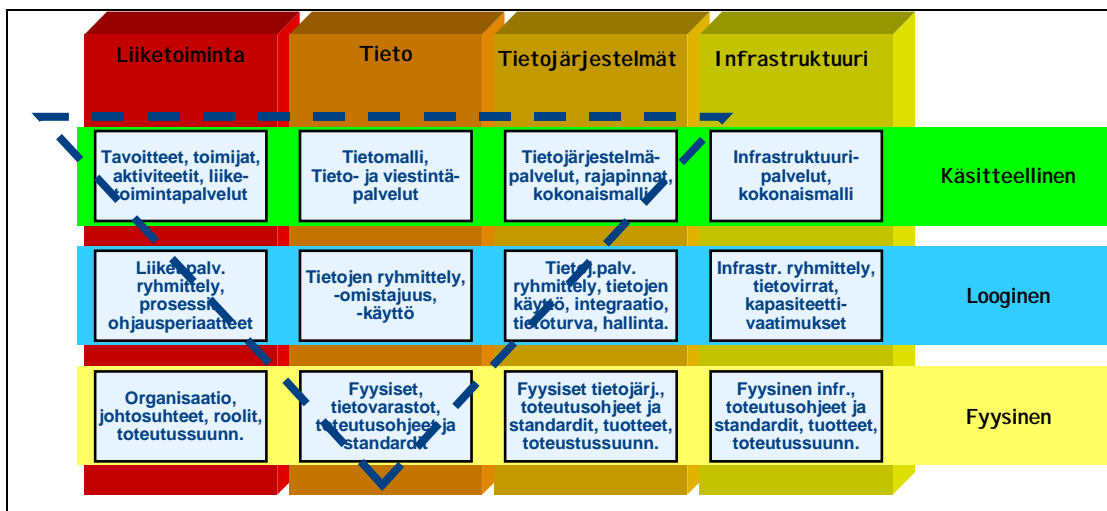 Liiketoiminta
Tieto
Tietojärjestelmät
Infrastruktuuri
Tavoitteet, toimijat,
aktiviteetit, liike-
toimintapalvelut
Tietomalli,
Tieto- ja viestintä-
palvelut
Tietojärjestelmä-
palvelut, rajapinnat,
kokonaismalli
Infrastruktuuri-
palvelut,
kokonaismalli
Käsitteellinen
Liiket.palv.
ryhmittely,
prosessit
ohjausperiaatteet
Tietojen ryhmittely,
-omistajuus,
-käyttö
Tietoj.palv.
ryhmittely, tietojen
käyttö, integraatio,
tietoturva, hallinta.
Infrastr. ryhmittely,
tietovirrat,
kapasiteetti-
vaatimukset
Looginen
Organisaatio,
johtosuhteet, roolit,
toteutussuunn.
Fyysiset,
tietovarastot,
toteutusohjeet ja
standardit
Fyysiset tietojärj.,
toteutusohjeet ja
standardit, tuotteet,
toteustussuunn.
Fyysinen infr.,
toteutusohjeet ja
standardit, tuotteet,
toteutussuunn.
Fyysinen